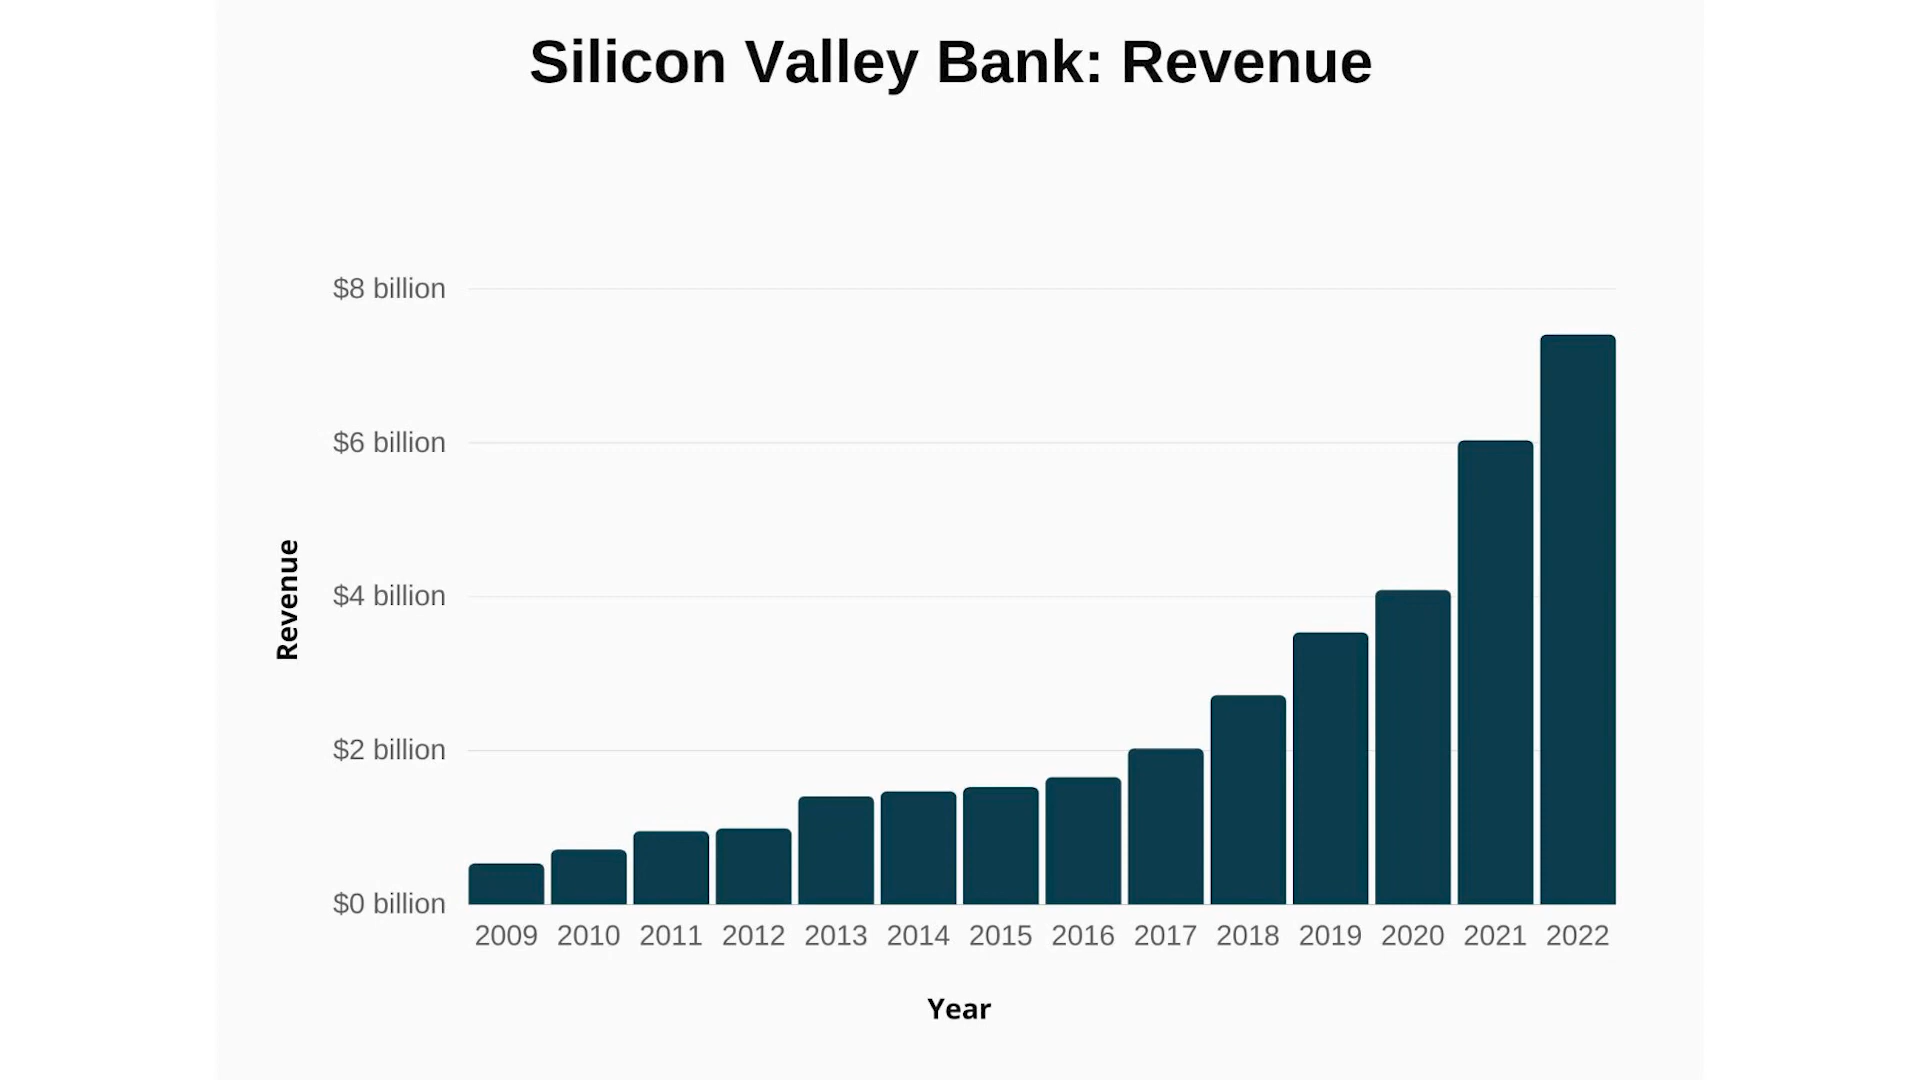 Silicon Valley Bank: Revenue
$8 billion
$6 billion
$4 billion
$2 billion
$0 billion
Revenue
2009 2010 2011 2012 2013 2014 2015 2016 2017 2018 2019 2020 2021 2022
Year